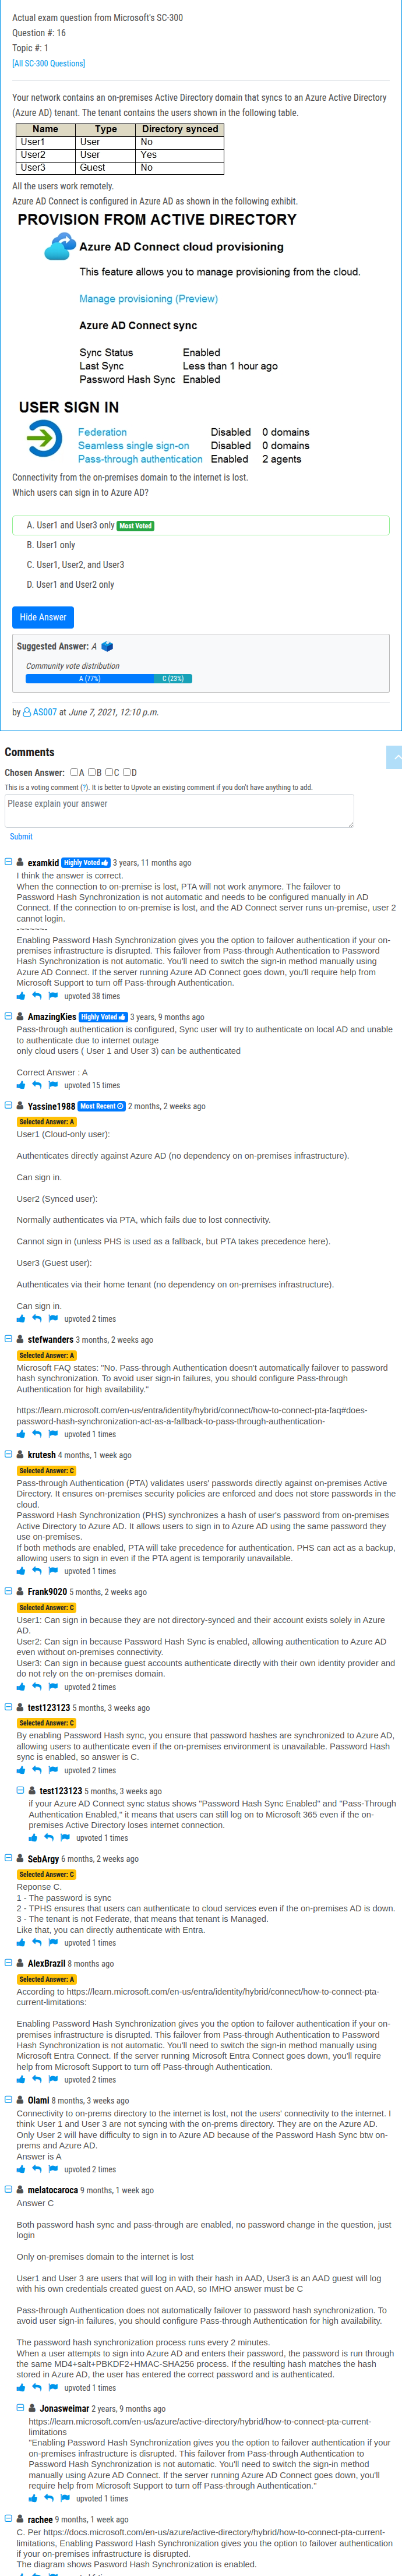 Actual exam question from Microsoft's SC-300
Question #: 16
Topic #: 1
[All SC-300 Questions]
Your network contains an on-premises Active Directory domain that syncs to an Azure Active Directory
(Azure AD) tenant. The tenant contains the users shown in the following table.
Name Type Directory synced
User1 User No
User2 User Yes
User3 Guest No
All the users work remotely.
Azure AD Connect is configured in Azure AD as shown in the following exhibit.
PROVISION FROM ACTIVE DIRECTORY
Azure AD Connect cloud provisioning
This feature allows you to manage provisioning from the cloud.
Manage provisioning (Preview)
Azure AD Connect sync
Sync Status Enabled
Last Sync Less than 1 hour ago
Password Hash Sync Enabled
USER SIGN IN
Federation Disabled 0 domains
Seamless single sign-on Disabled 0 domains
Pass-through authentication Enabled 2 agents
Connectivity from the on-premises domain to the internet is lost.
Which users can sign in to Azure AD?
A. User1 and User3 only Most Voted
B. User1 only
C. User1, User2, and User3
D. User1 and User2 only
Hide Answer
Suggested Answer: A
Community vote distribution
A (77%) C (23%)
by AS007 at June 7, 2021, 12:10 p.m.
Comments
Chosen Answer: A B C D
This is a voting comment (?). It is better to Upvote an existing comment if you don't have anything to add.
Please explain your answer
Submit
examkid Highly Voted 3 years, 11 months ago
I think the answer is correct.
When the connection to on-premise is lost, PTA will not work anymore. The failover to
Password Hash Synchronization is not automatic and needs to be configured manually in AD
Connect. If the connection to on-premise is lost, and the AD Connect server runs un-premise, user 2
cannot login.
-~~~~~-
Enabling Password Hash Synchronization gives you the option to failover authentication if your on-
premises infrastructure is disrupted. This failover from Pass-through Authentication to Password
Hash Synchronization is not automatic. You'll need to switch the sign-in method manually using
Azure AD Connect. If the server running Azure AD Connect goes down, you'll require help from
Microsoft Support to turn off Pass-through Authentication.
upvoted 38 times
AmazingKies Highly Voted 3 years, 9 months ago
Pass-through authentication is configured, Sync user will try to authenticate on local AD and unable
to authenticate due to internet outage
only cloud users ( User 1 and User 3) can be authenticated
Correct Answer : A
upvoted 15 times
Yassine1988 Most Recent 2 months, 2 weeks ago
Selected Answer: A
User1 (Cloud-only user):
Authenticates directly against Azure AD (no dependency on on-premises infrastructure).
Can sign in.
User2 (Synced user):
Normally authenticates via PTA, which fails due to lost connectivity.
Cannot sign in (unless PHS is used as a fallback, but PTA takes precedence here).
User3 (Guest user):
Authenticates via their home tenant (no dependency on on-premises infrastructure).
Can sign in.
upvoted 2 times
stefwanders 3 months, 2 weeks ago
Selected Answer: A
Microsoft FAQ states: "No. Pass-through Authentication doesn't automatically failover to password
hash synchronization. To avoid user sign-in failures, you should configure Pass-through
Authentication for high availability."
https://learn.microsoft.com/en-us/entra/identity/hybrid/connect/how-to-connect-pta-faq#does-
password-hash-synchronization-act-as-a-fallback-to-pass-through-authentication-
upvoted 1 times
krutesh 4 months, 1 week ago
Selected Answer: C
Pass-through Authentication (PTA) validates users' passwords directly against on-premises Active
Directory. It ensures on-premises security policies are enforced and does not store passwords in the
cloud.
Password Hash Synchronization (PHS) synchronizes a hash of user's password from on-premises
Active Directory to Azure AD. It allows users to sign in to Azure AD using the same password they
use on-premises.
If both methods are enabled, PTA will take precedence for authentication. PHS can act as a backup,
allowing users to sign in even if the PTA agent is temporarily unavailable.
upvoted 1 times
Frank9020 5 months, 2 weeks ago
Selected Answer: C
User1: Can sign in because they are not directory-synced and their account exists solely in Azure
AD.
User2: Can sign in because Password Hash Sync is enabled, allowing authentication to Azure AD
even without on-premises connectivity.
User3: Can sign in because guest accounts authenticate directly with their own identity provider and
do not rely on the on-premises domain.
upvoted 2 times
test123123 5 months, 3 weeks ago
Selected Answer: C
By enabling Password Hash sync, you ensure that password hashes are synchronized to Azure AD,
allowing users to authenticate even if the on-premises environment is unavailable. Password Hash
sync is enabled, so answer is C.
upvoted 2 times
test123123 5 months, 3 weeks ago
if your Azure AD Connect sync status shows "Password Hash Sync Enabled" and "Pass-Through
Authentication Enabled," it means that users can still log on to Microsoft 365 even if the on-
premises Active Directory loses internet connection.
upvoted 1 times
SebArgy 6 months, 2 weeks ago
Selected Answer: C
Reponse C.
1 - The password is sync
2 - TPHS ensures that users can authenticate to cloud services even if the on-premises AD is down.
3 - The tenant is not Federate, that means that tenant is Managed.
Like that, you can directly authenticate with Entra.
upvoted 1 times
AlexBrazil 8 months ago
Selected Answer: A
According to https://learn.microsoft.com/en-us/entra/identity/hybrid/connect/how-to-connect-pta-
current-limitations:
Enabling Password Hash Synchronization gives you the option to failover authentication if your on-
premises infrastructure is disrupted. This failover from Pass-through Authentication to Password
Hash Synchronization is not automatic. You'll need to switch the sign-in method manually using
Microsoft Entra Connect. If the server running Microsoft Entra Connect goes down, you'll require
help from Microsoft Support to turn off Pass-through Authentication.
upvoted 2 times
Olami 8 months, 3 weeks ago
Connectivity to on-prems directory to the internet is lost, not the users' connectivity to the internet. I
think User 1 and User 3 are not syncing with the on-prems directory. They are on the Azure AD.
Only User 2 will have difficulty to sign in to Azure AD because of the Password Hash Sync btw on-
prems and Azure AD.
Answer is A
upvoted 2 times
melatocaroca 9 months, 1 week ago
Answer C
Both password hash sync and pass-through are enabled, no password change in the question, just
login
Only on-premises domain to the internet is lost
User1 and User 3 are users that will log in with their hash in AAD, User3 is an AAD guest will log
with his own credentials created guest on AAD, so IMHO answer must be C
Pass-through Authentication does not automatically failover to password hash synchronization. To
avoid user sign-in failures, you should configure Pass-through Authentication for high availability.
The password hash synchronization process runs every 2 minutes.
When a user attempts to sign into Azure AD and enters their password, the password is run through
the same MD4+salt+PBKDF2+HMAC-SHA256 process. If the resulting hash matches the hash
stored in Azure AD, the user has entered the correct password and is authenticated.
upvoted 1 times
Jonasweimar 2 years, 9 months ago
https://learn.microsoft.com/en-us/azure/active-directory/hybrid/how-to-connect-pta-current-
limitations
"Enabling Password Hash Synchronization gives you the option to failover authentication if your
on-premises infrastructure is disrupted. This failover from Pass-through Authentication to
Password Hash Synchronization is not automatic. You'll need to switch the sign-in method
manually using Azure AD Connect. If the server running Azure AD Connect goes down, you'll
require help from Microsoft Support to turn off Pass-through Authentication."
upvoted 1 times
rachee 9 months, 1 week ago
C. Per https://docs.microsoft.com/en-us/azure/active-directory/hybrid/how-to-connect-pta-current-
limitations, Enabling Password Hash Synchronization gives you the option to failover authentication
if your on-premises infrastructure is disrupted.
The diagram shows Pasword Hash Synchronization is enabled.